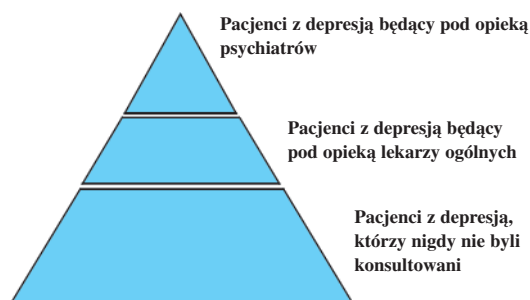 Pacjenci z depresją będący pod opieką
psychiatrów
Pacjenci z depresją będący
pod opieką lekarzy ogólnych
Pacjenci z depresją,
którzy nigdy nie byli
konsultowani